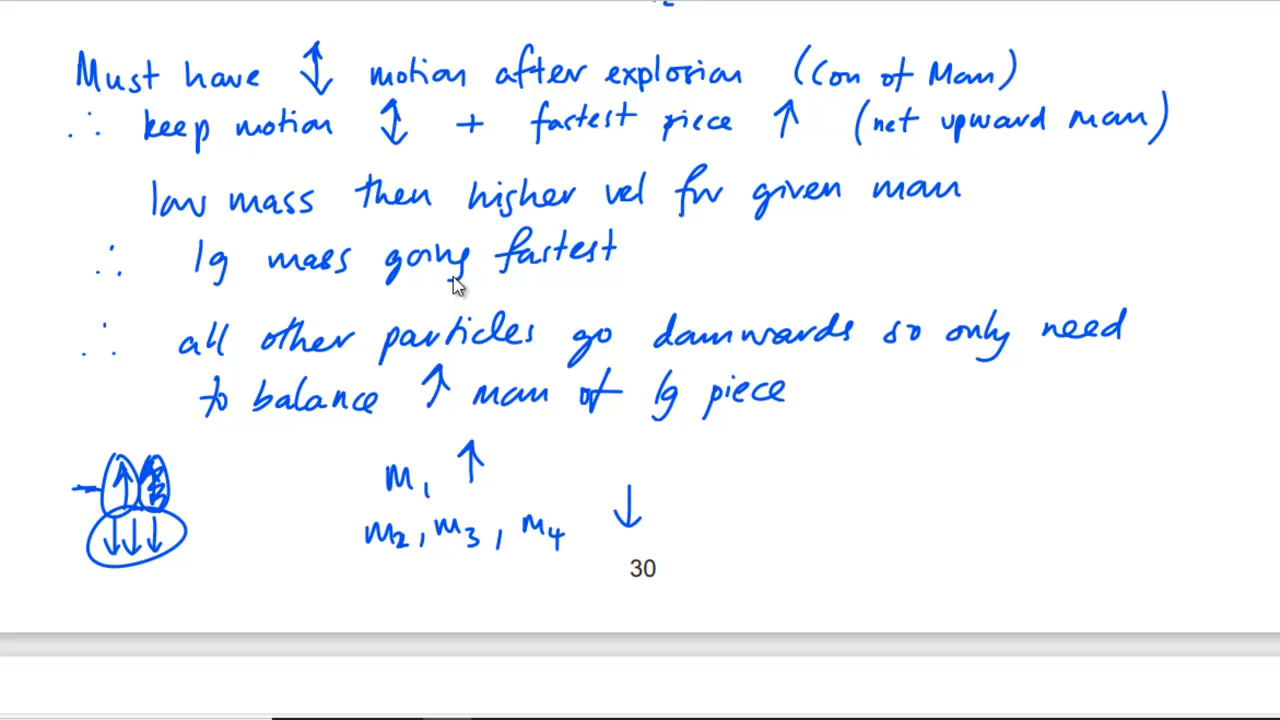 Must have ↕ motion after explosion (Con of Mom)
∴ keep motion ↕ + fastest piece ↑ (net upward mom)
low mass then higher vel for given mom
∴ 1g mass going fastest
∴ all other particles go downwards so only need
to balance ↑ mom of 1g piece
m1 ↑
m2, m3, m4 ↓
30